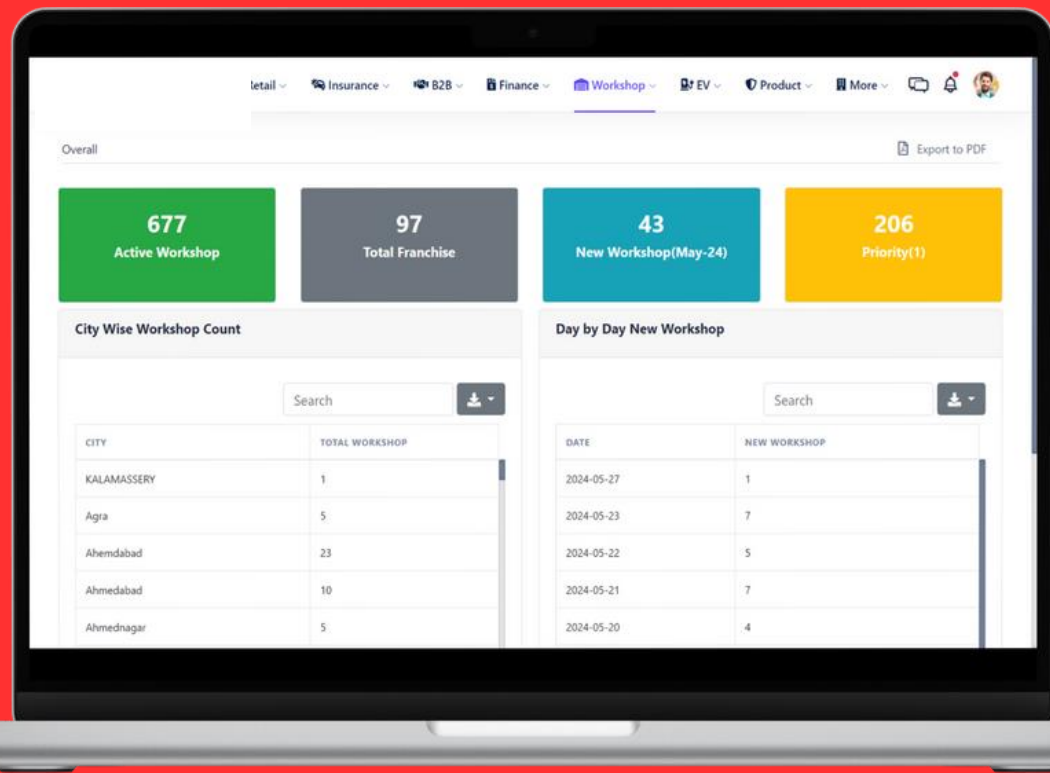 Insurance B2B Finance Workshop EV Product More
Overall Export to PDF
677 97 43 206
Active Workshop Total Franchise New Workshop(May-24) Priority(1)
City Wise Workshop Count Day by Day New Workshop
Search Search
CITY TOTAL WORKSHOP DATE NEW WORKSHOP
KALAMASSERY 1 2024-05-27 1
Agra 5 2024-05-23 7
Ahemdabad 23 2024-05-22 5
Ahmedabad 10 2024-05-21 7
Ahmednagar 5 2024-05-20 4